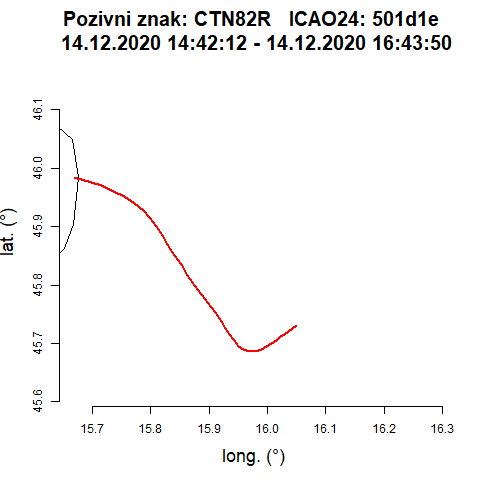 Pozivni znak: CTN82R   ICAO24: 501d1e
14.12.2020 14:42:12 - 14.12.2020 16:43:50
46.1
46.0
45.9
45.8
45.7
45.6
lat. (°)
15.7 15.8 15.9 16.0 16.1 16.2 16.3
long. (°)